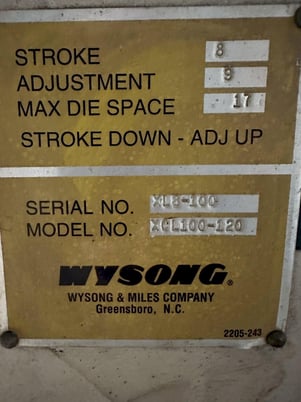 STROKE 8
ADJUSTMENT 9
MAX DIE SPACE 17
STROKE DOWN - ADJ UP
SERIAL NO. XL8-100
MODEL NO. XCL100-120
WYSONG®
WYSONG & MILES COMPANY
Greensboro, N.C.
2205-243